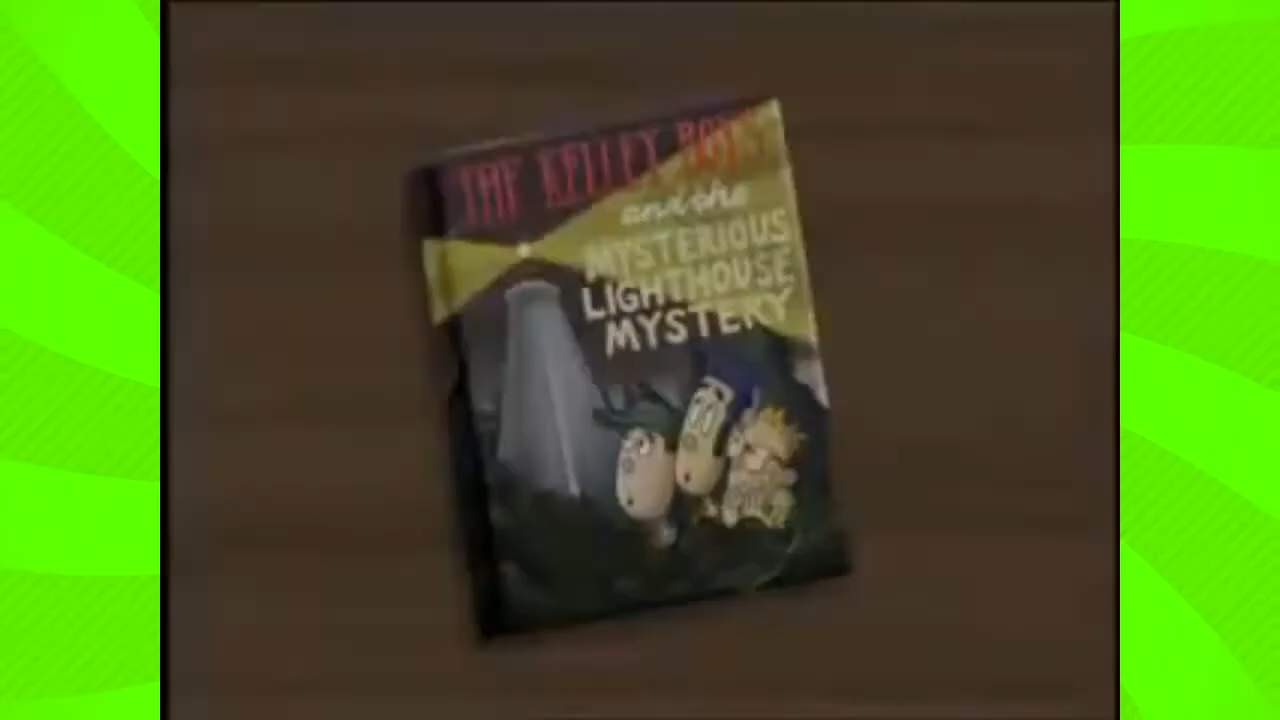 THE KELLEY BOYS
and the
MYSTERIOUS
LIGHTHOUSE
MYSTERY